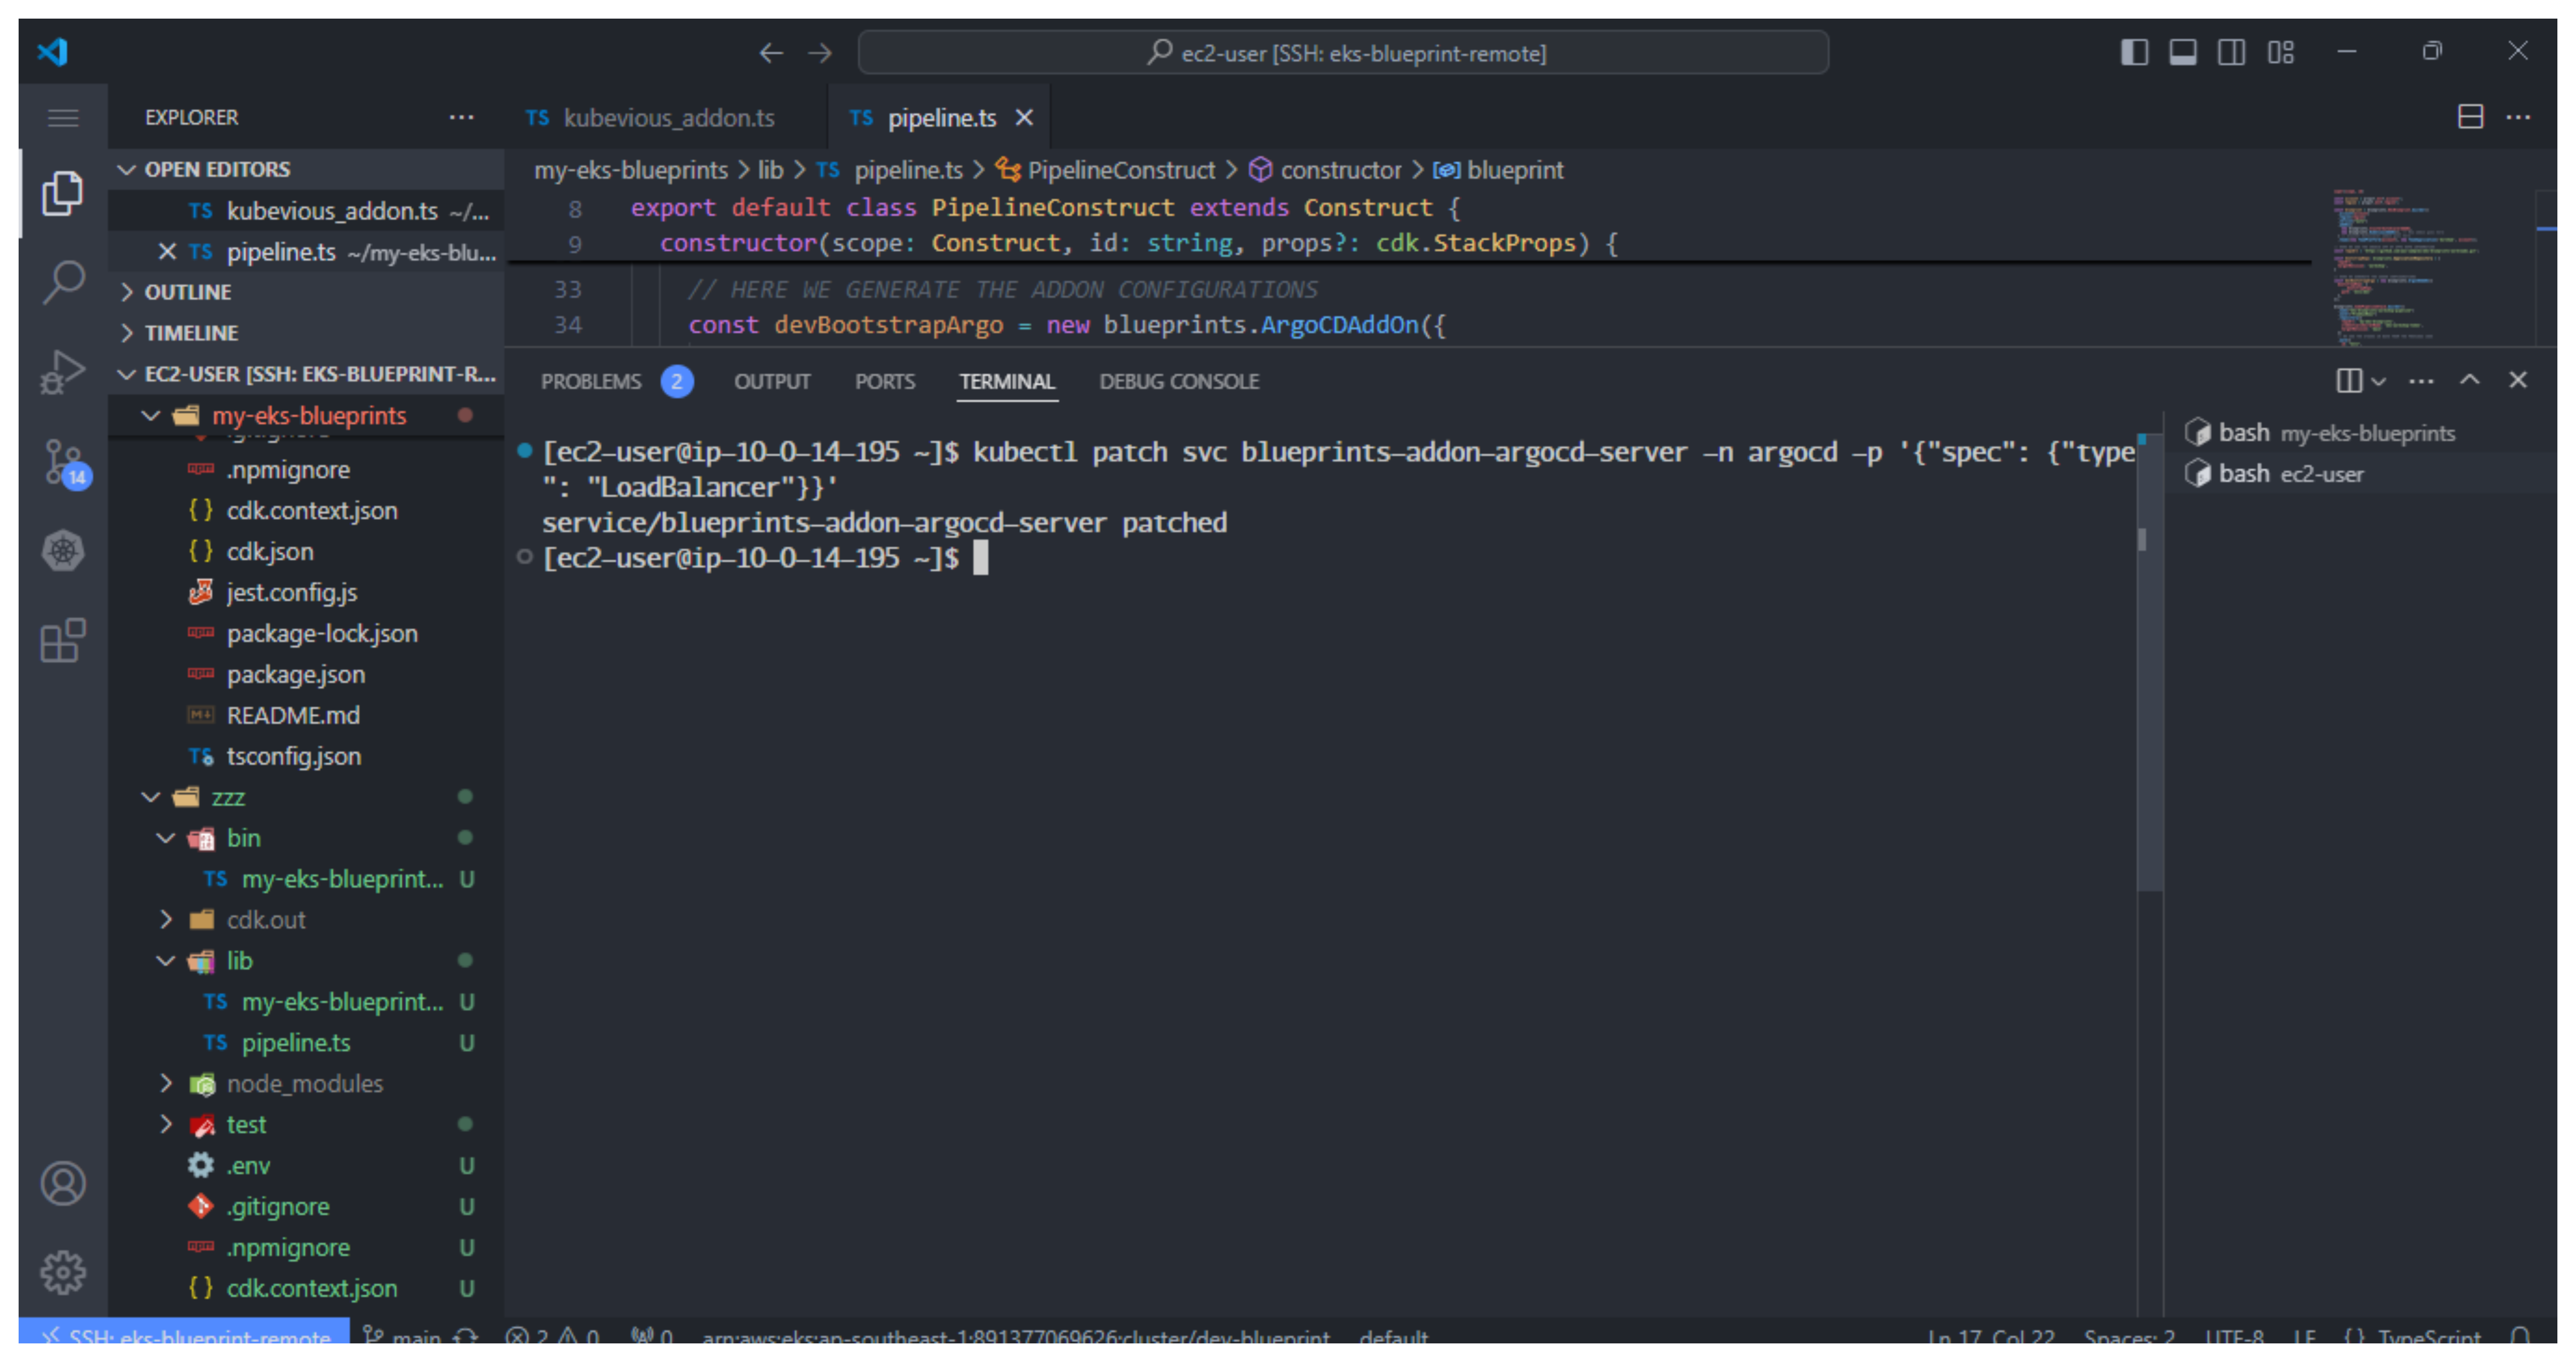 ec2-user [SSH: eks-blueprint-remote]
EXPLORER
TS kubevious_addon.ts
TS pipeline.ts
OPEN EDITORS
TS kubevious_addon.ts ~/...
TS pipeline.ts ~/my-eks-blu...
OUTLINE
TIMELINE
EC2-USER [SSH: EKS-BLUEPRINT-R...
my-eks-blueprints
.npmignore
cdk.context.json
cdk.json
jest.config.js
package-lock.json
package.json
README.md
tsconfig.json
zzz
bin
TS my-eks-blueprint... U
cdk.out
lib
TS my-eks-blueprint... U
TS pipeline.ts U
node_modules
test
.env U
.gitignore U
.npmignore U
cdk.context.json U
14
my-eks-blueprints > lib > TS pipeline.ts > PipelineConstruct > constructor > blueprint
8 export default class PipelineConstruct extends Construct {
9 constructor(scope: Construct, id: string, props?: cdk.StackProps) {
33 // HERE WE GENERATE THE ADDON CONFIGURATIONS
34 const devBootstrapArgo = new blueprints.ArgoCDAddOn({
PROBLEMS 2 OUTPUT PORTS TERMINAL DEBUG CONSOLE
[ec2-user@ip-10-0-14-195 ~]$ kubectl patch svc blueprints-addon-argocd-server -n argocd -p '{"spec": {"type
": "LoadBalancer"}}'
service/blueprints-addon-argocd-server patched
[ec2-user@ip-10-0-14-195 ~]$
bash my-eks-blueprints
bash ec2-user
SSH: eks-blueprint-remote main 2 0 0 arn:aws:eks:ap-southeast-1:891377069626:cluster/dev-blueprint default Ln 17, Col 22 Spaces: 2 UTF-8 LF {} TypeScript